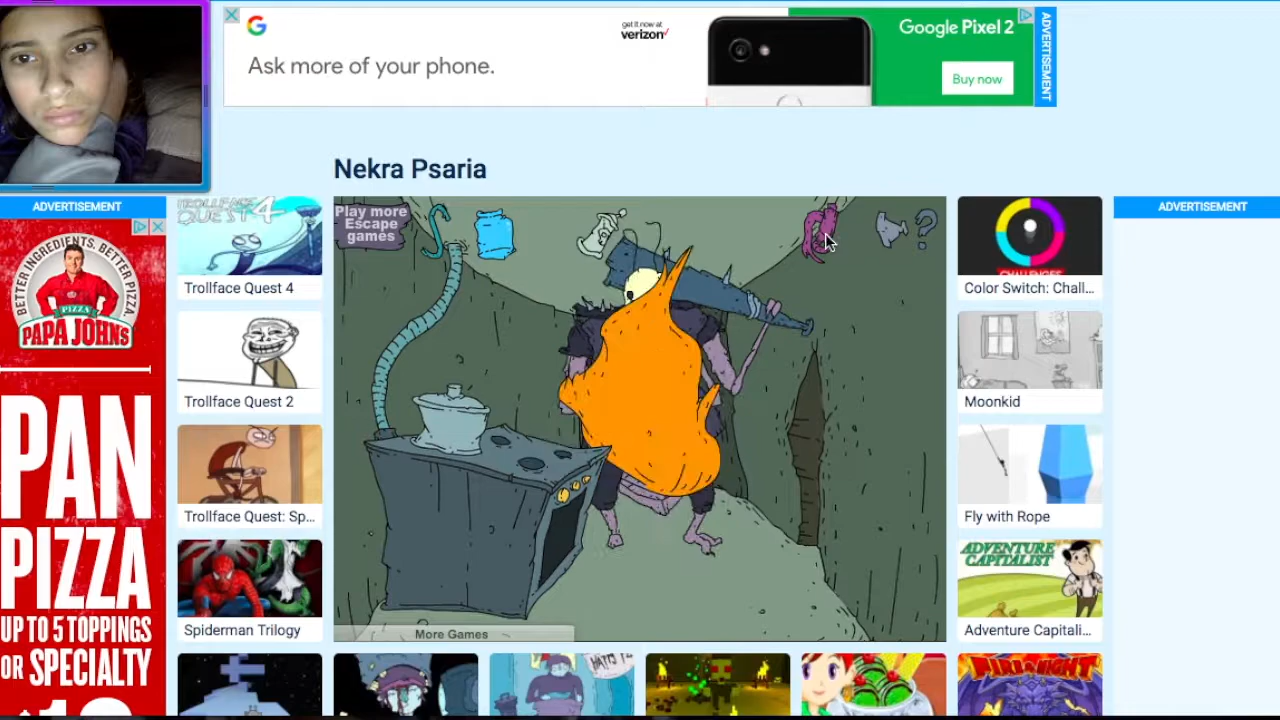 get it now at
verizon
Google Pixel 2
Ask more of your phone.
Buy now
ADVERTISEMENT
Nekra Psaria
ADVERTISEMENT
BETTER INGREDIENTS. BETTER PIZZA.
PIZZA
PAPA JOHNS
PAN
PIZZA
UP TO 5 TOPPINGS
OR SPECIALTY
TROLLFACE
QUEST 4
Trollface Quest 4
Trollface Quest 2
Trollface Quest: Sp...
Spiderman Trilogy
Play more
Escape
games
More Games
CHALLENGES
Color Switch: Chall...
Moonkid
Fly with Rope
ADVENTURE
CAPITALIST
Adventure Capitali...
ADVERTISEMENT